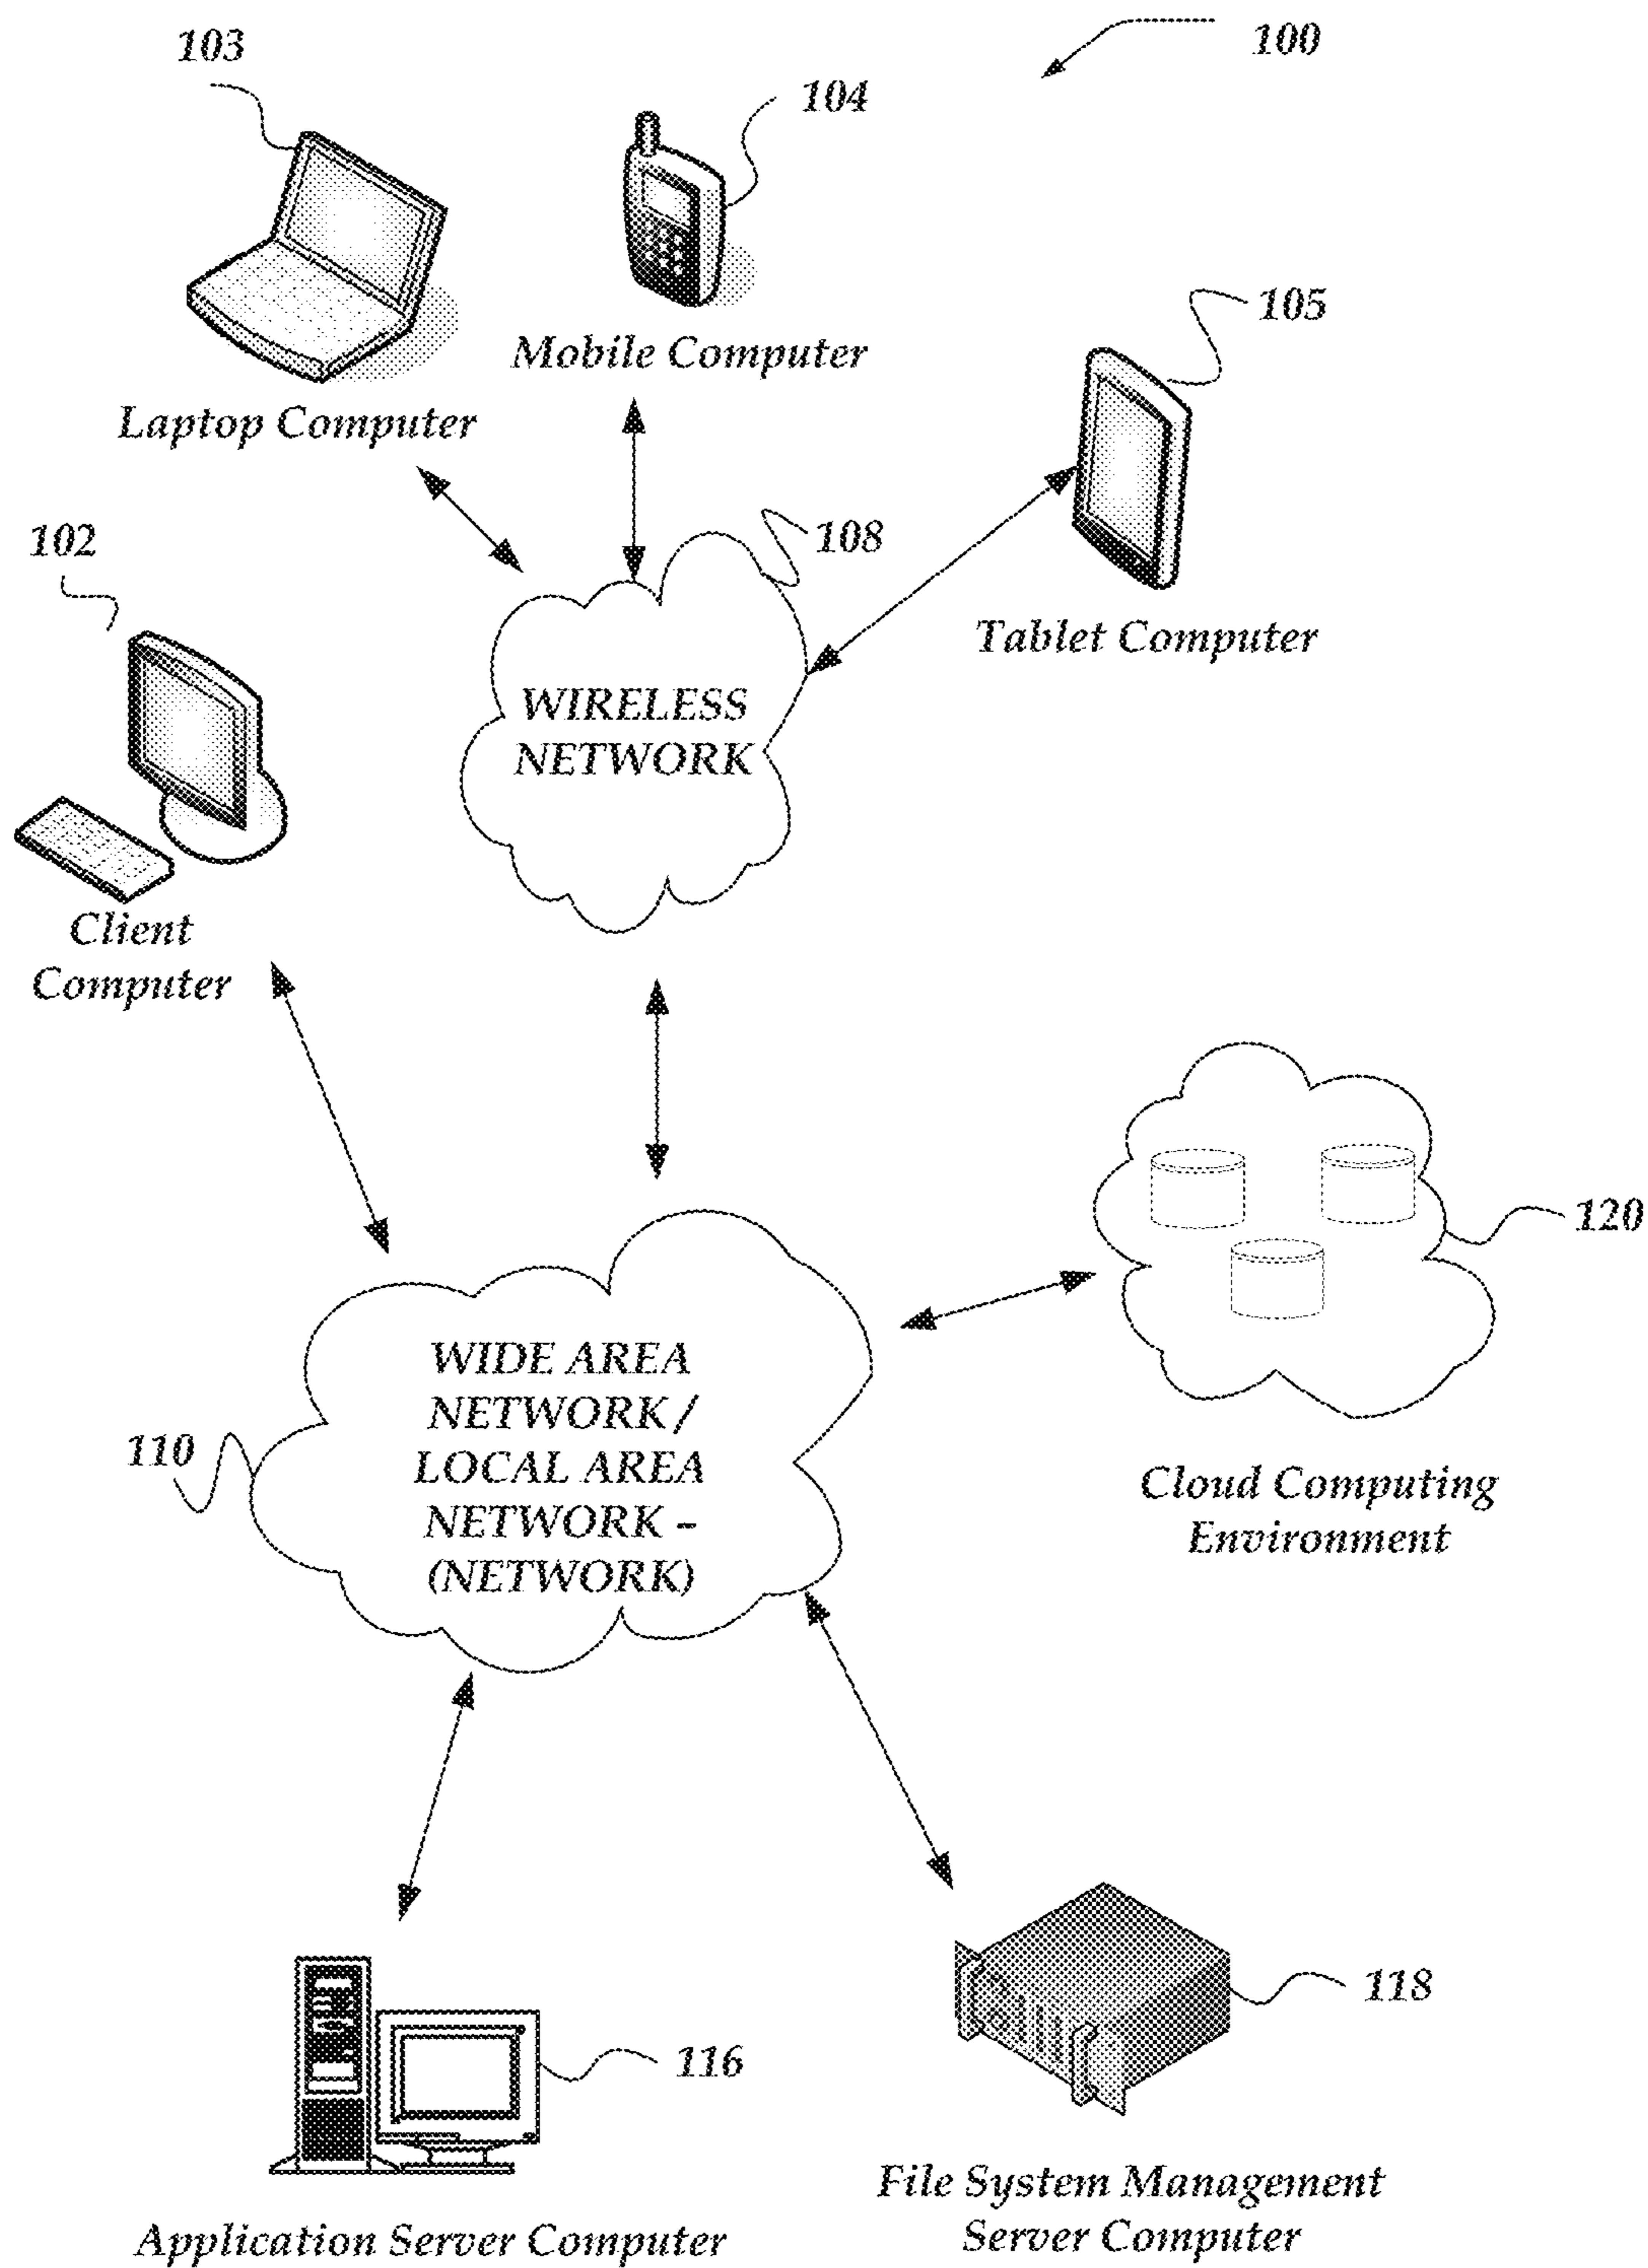 103
100
104
Mobile Computer
105
Laptop Computer
102
108
Tablet Computer
WIRELESS
NETWORK
Client
Computer
120
WIDE AREA
NETWORK /
LOCAL AREA
NETWORK –
(NETWORK)
110
Cloud Computing
Environment
118
116
File System Management
Server Computer
Application Server Computer